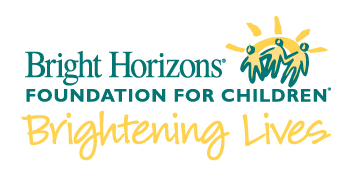 Bright Horizons®
FOUNDATION FOR CHILDREN®
Brightening Lives